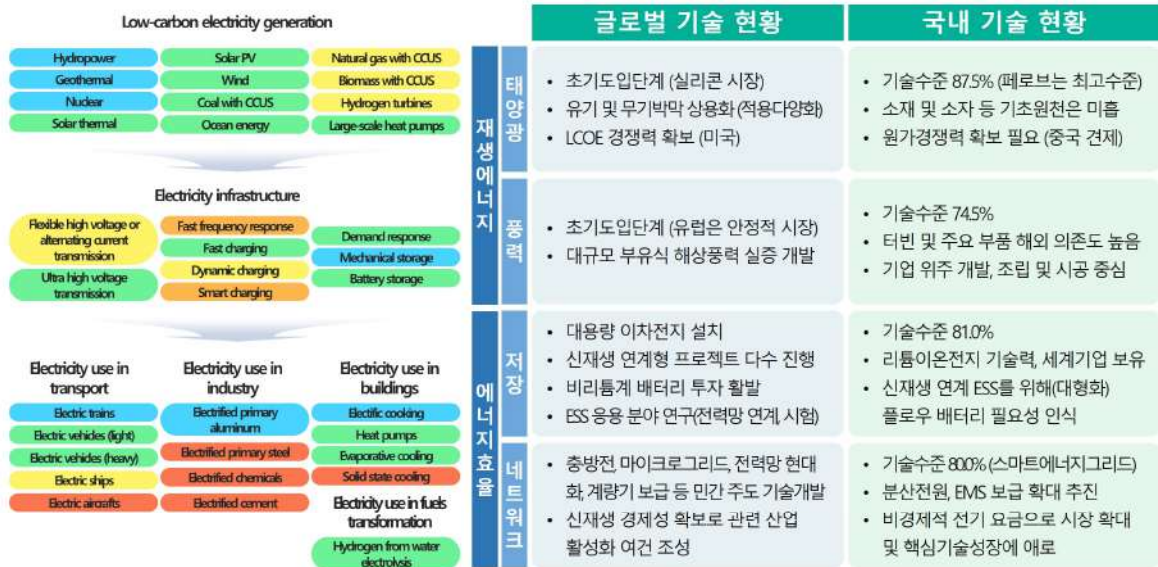 Low-carbon electricity generation
Hydropower
Geothermal
Nuclear
Solar thermal
Solar PV
Wind
Coal with CCUS
Ocean energy
Natural gas with CCUS
Biomass with CCUS
Hydrogen turbines
Large-scale heat pumps
Electricity infrastructure
Flexible high voltage or
alternating current
transmission
Ultra high voltage
transmission
Fast frequency response
Fast charging
Dynamic charging
Smart charging
Demand response
Mechanical storage
Battery storage
Electricity use in
transport
Electric trains
Electric vehicles (light)
Electric vehicles (heavy)
Electric ships
Electric aircrafts
Electricity use in
industry
Electrified primary
aluminum
Electrified primary steel
Electrified chemicals
Electrified cement
Electricity use in
buildings
Electific cooking
Heat pumps
Evaporative cooling
Solid state cooling
Electricity use in fuels
transformation
Hydrogen from water
electrolysis
글로벌 기술 현황
국내 기술 현황
재생에너지
태양광
• 초기도입단계 (실리콘 시장)
• 유기 및 무기박막 상용화 (적용다양화)
• LCOE 경쟁력 확보 (미국)
• 기술수준 87.5% (페로브는 최고수준)
• 소재 및 소자 등 기초원천은 미흡
• 원가경쟁력 확보 필요 (중국 견제)
풍력
• 초기도입단계 (유럽은 안정적 시장)
• 대규모 부유식 해상풍력 실증 개발
• 기술수준 74.5%
• 터빈 및 주요 부품 해외 의존도 높음
• 기업 위주 개발, 조립 및 시공 중심
에너지효율
저장
• 대용량 이차전지 설치
• 신재생 연계형 프로젝트 다수 진행
• 비리튬계 배터리 투자 활발
• ESS 응용 분야 연구(전력망 연계, 시험)
• 기술수준 81.0%
• 리튬이온전지 기술력, 세계기업 보유
• 신재생 연계 ESS를 위해(대형화)
플로우 배터리 필요성 인식
네트워크
• 충방전, 마이크로그리드, 전력망 현대
화, 계량기 보급 등 민간 주도 기술개발
• 신재생 경제성 확보로 관련 산업
활성화 여건 조성
• 기술수준 80.0% (스마트에너지그리드)
• 분산전원, EMS 보급 확대 추진
• 비경제적 전기 요금으로 시장 확대
및 핵심기술성장에 애로